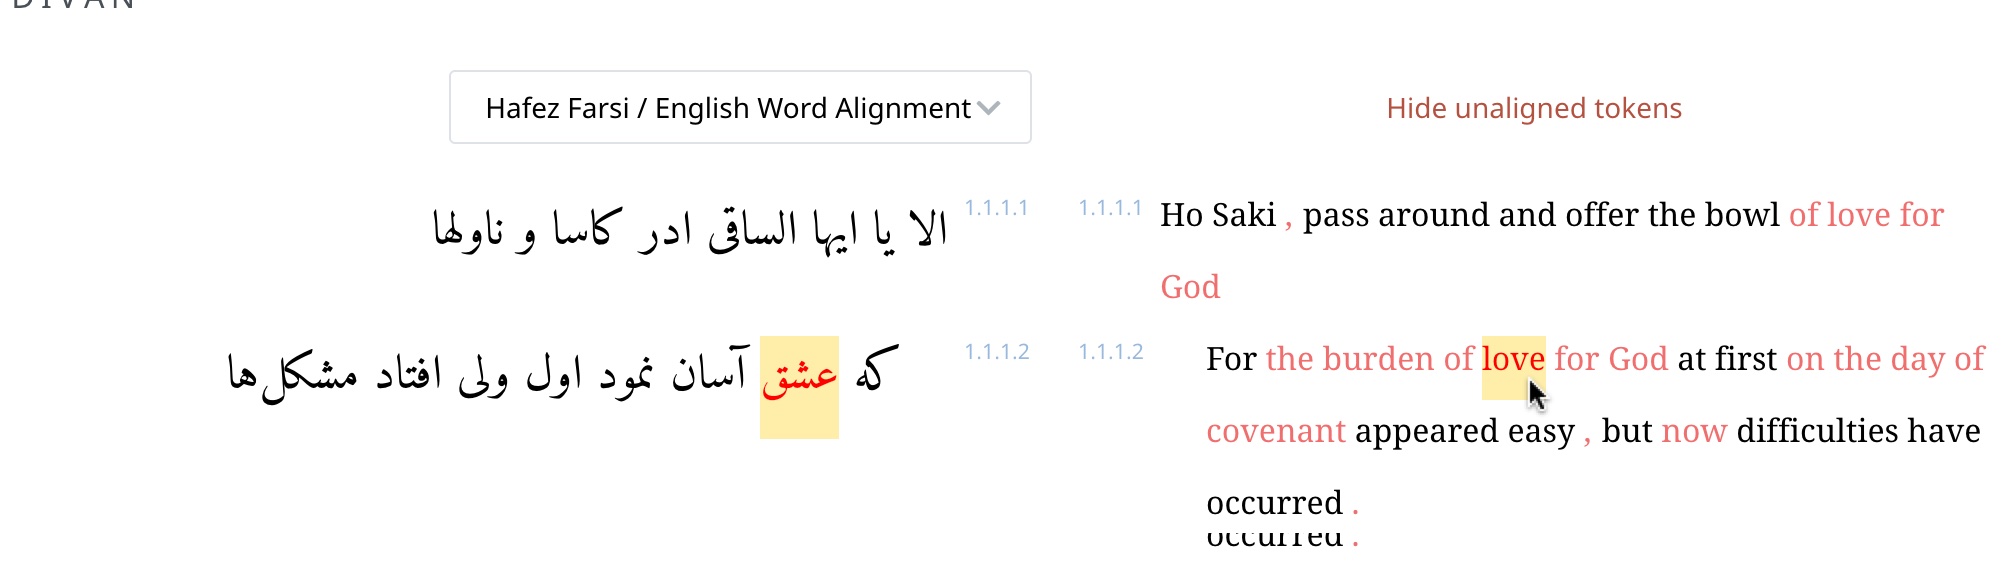 DIVAN
Hafez Farsi / English Word Alignment
Hide unaligned tokens
1.1.1.1
الا یا ایها الساقی ادر کاسا و ناولها
1.1.1.2
که عشق آسان نمود اول ولی افتاد مشکل‌ها
1.1.1.1
Ho Saki , pass around and offer the bowl of love for
God
1.1.1.2
For the burden of love for God at first on the day of
covenant appeared easy , but now difficulties have
occurred .
occurred .